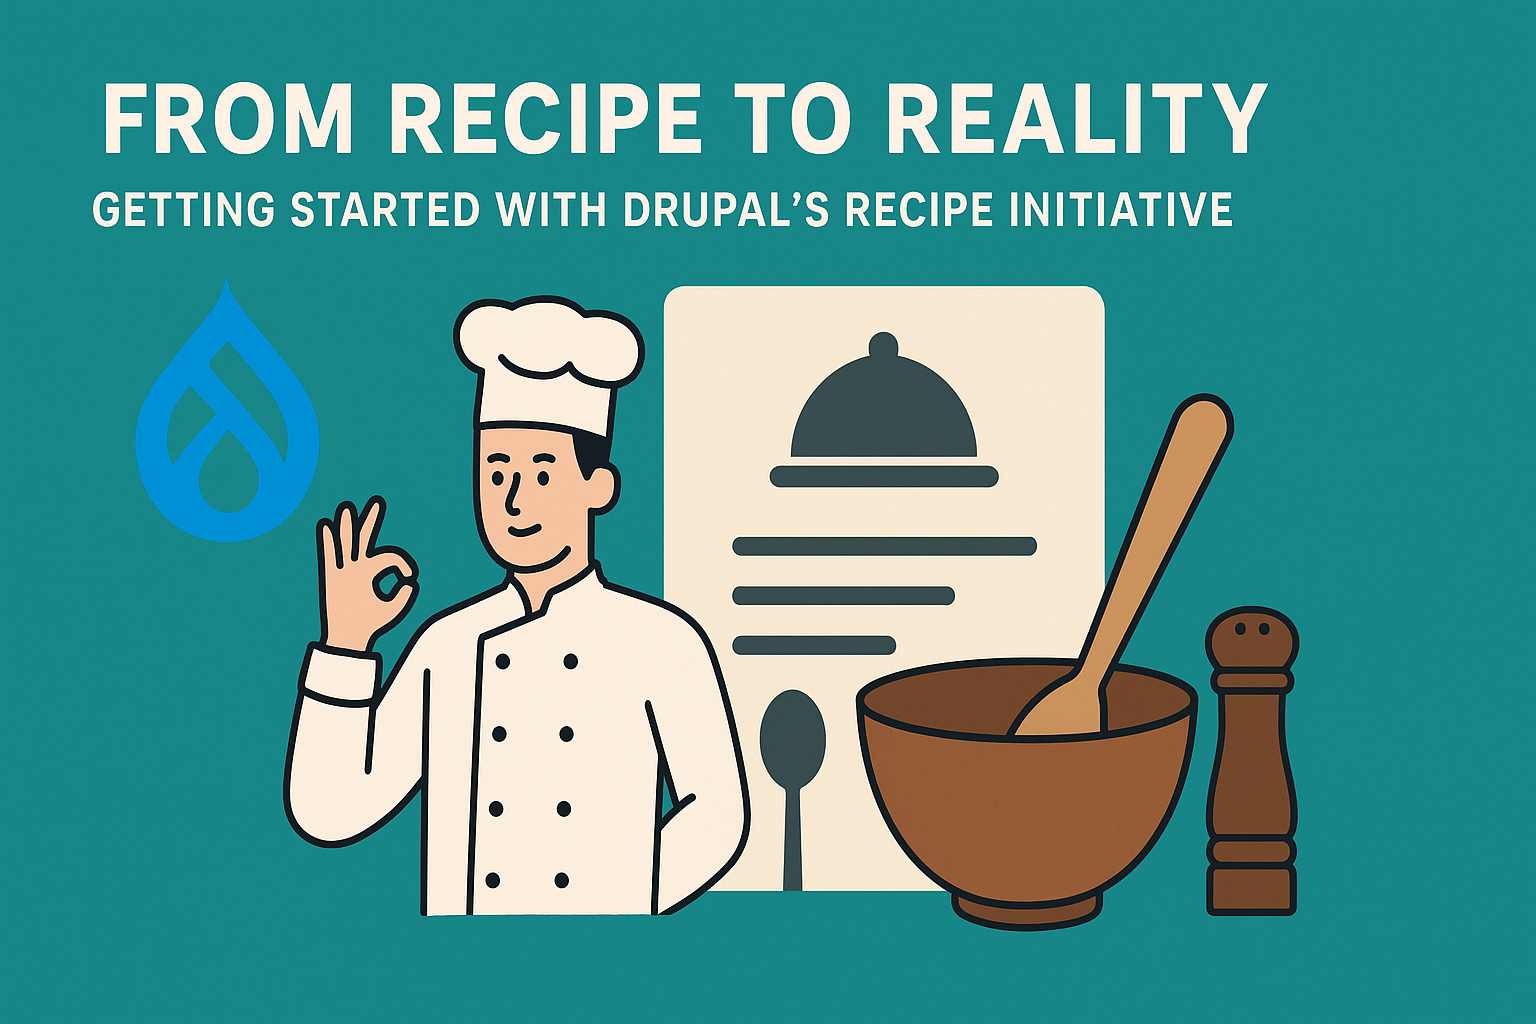 FROM RECIPE TO REALITY
GETTING STARTED WITH DRUPAL’S RECIPE INITIATIVE